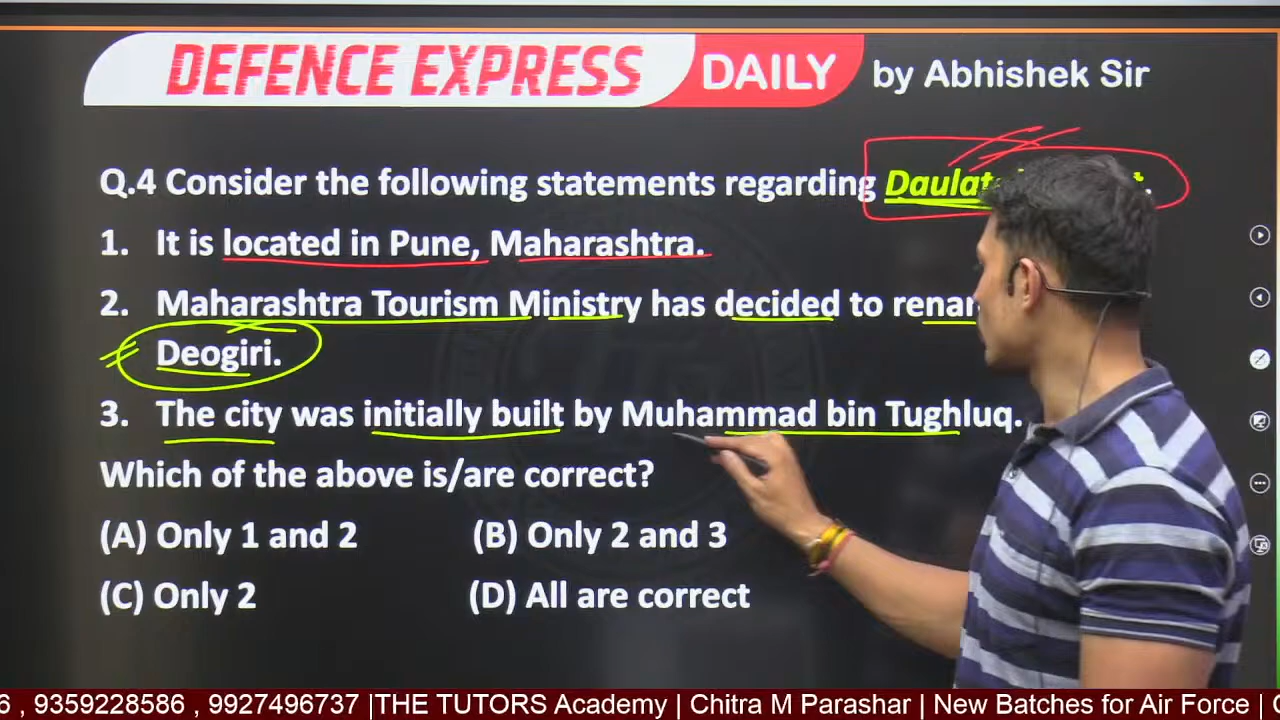 DEFENCE EXPRESS DAILY by Abhishek Sir
Q.4 Consider the following statements regarding
1. It is located in Pune, Maharashtra.
2. Maharashtra Tourism Ministry has decided to
Deogiri.
3. The city was initially built by Muhammad bin Tughluq.
Which of the above is/are correct?
(A) Only 1 and 2 (B) Only 2 and 3
(C) Only 2 (D) All are correct
, 9359228586 , 9927496737 |THE TUTORS Academy | Chitra M Parashar | New Batches for Air Force |